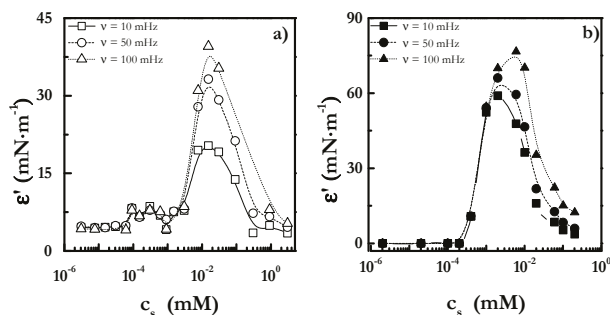 a)
ν = 10 mHz
ν = 50 mHz
ν = 100 mHz
45
30
15
0
ε' (mN·m⁻¹)
10⁻⁶ 10⁻⁴ 10⁻² 10⁰
cₛ (mM)
b)
ν = 10 mHz
ν = 50 mHz
ν = 100 mHz
90
60
30
0
ε' (mN·m⁻¹)
10⁻⁶ 10⁻⁴ 10⁻² 10⁰
cₛ (mM)